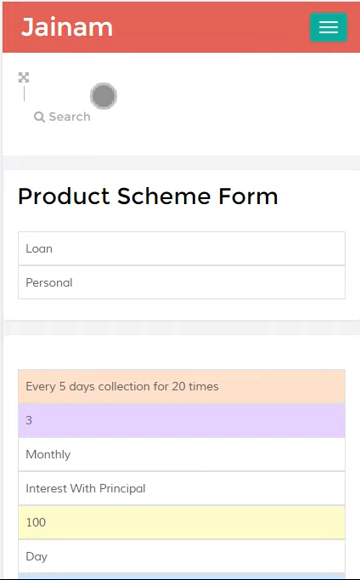 Jainam
Search
Product Scheme Form
Loan
Personal
Every 5 days collection for 20 times
3
Monthly
Interest With Principal
100
Day